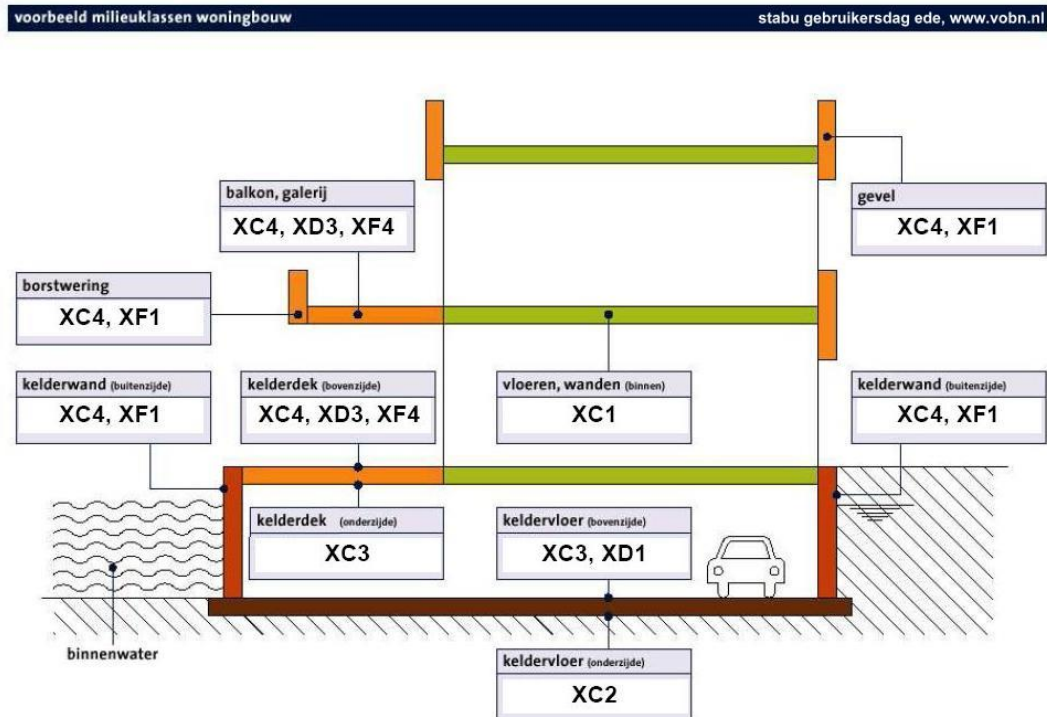 voorbeeld milieuklassen woningbouw
stabu gebruikersdag ede, www.vobn.nl
balkon, galerij
XC4, XD3, XF4
gevel
XC4, XF1
borstwering
XC4, XF1
kelderwand (buitenzijde)
XC4, XF1
kelderdek (bovenzijde)
XC4, XD3, XF4
vloeren, wanden (binnen)
XC1
kelderwand (buitenzijde)
XC4, XF1
kelderdek (onderzijde)
XC3
keldervloer (bovenzijde)
XC3, XD1
binnenwater
keldervloer (onderzijde)
XC2